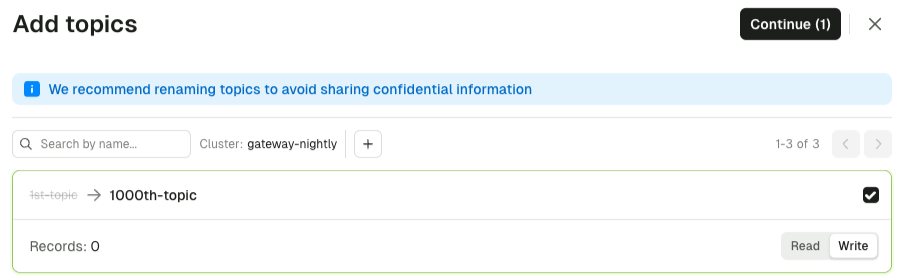 Add topics
Continue (1)
We recommend renaming topics to avoid sharing confidential information
Search by name... Cluster: gateway-nightly 1-3 of 3
1st-topic → 1000th-topic
Records: 0 Read Write